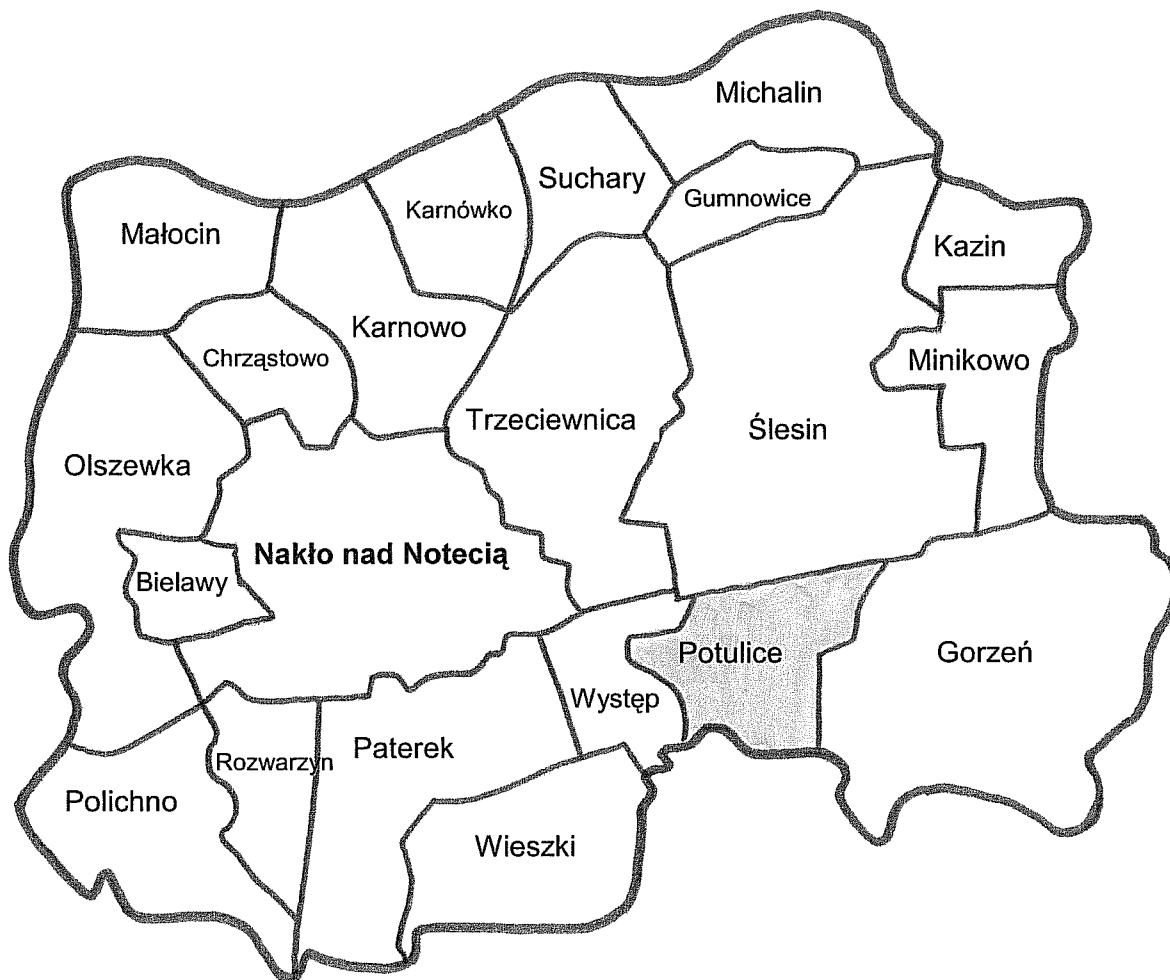 Michalin
Suchary
Karnówko
Gumnowice
Małocin
Kazin
Karnowo
Chrząstowo
Minikowo
Trzeciewnica
Ślesin
Olszewka
Nakło nad Notecią
Bielawy
Potulice
Gorzeń
Występ
Paterek
Rozwarzyn
Polichno
Wieszki